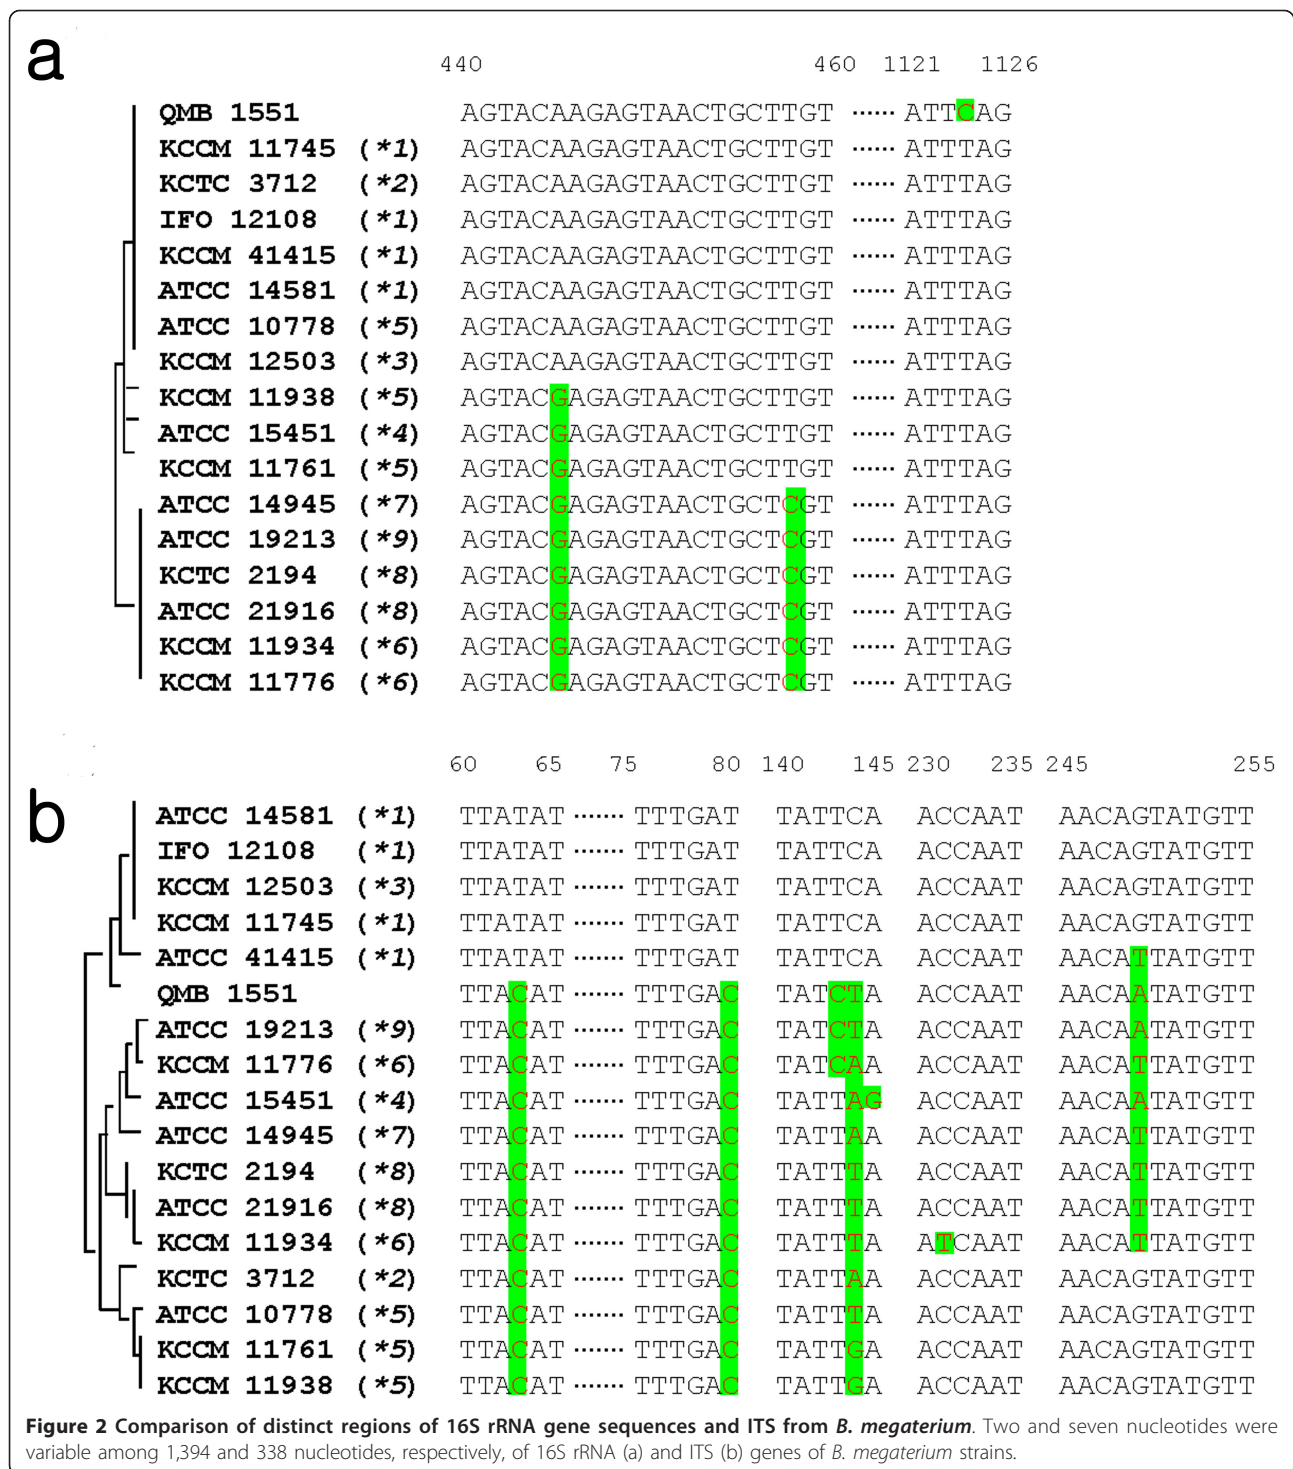 a
440 460 1121 1126
QMB 1551 AGTACAAGAGTAACTGCTTGT ...... ATTCAG
KCCM 11745 (*1) AGTACAAGAGTAACTGCTTGT ...... ATTTAG
KCTC 3712 (*2) AGTACAAGAGTAACTGCTTGT ...... ATTTAG
IFO 12108 (*1) AGTACAAGAGTAACTGCTTGT ...... ATTTAG
KCCM 41415 (*1) AGTACAAGAGTAACTGCTTGT ...... ATTTAG
ATCC 14581 (*1) AGTACAAGAGTAACTGCTTGT ...... ATTTAG
ATCC 10778 (*5) AGTACAAGAGTAACTGCTTGT ...... ATTTAG
KCCM 12503 (*3) AGTACAAGAGTAACTGCTTGT ...... ATTTAG
KCCM 11938 (*5) AGTACGAGAGTAACTGCTTGT ...... ATTTAG
ATCC 15451 (*4) AGTACGAGAGTAACTGCTTGT ...... ATTTAG
KCCM 11761 (*5) AGTACGAGAGTAACTGCTTGT ...... ATTTAG
ATCC 14945 (*7) AGTACGAGAGTAACTGCTCGT ...... ATTTAG
ATCC 19213 (*9) AGTACGAGAGTAACTGCTCGT ...... ATTTAG
KCTC 2194 (*8) AGTACGAGAGTAACTGCTCGT ...... ATTTAG
ATCC 21916 (*8) AGTACGAGAGTAACTGCTCGT ...... ATTTAG
KCCM 11934 (*6) AGTACGAGAGTAACTGCTCGT ...... ATTTAG
KCCM 11776 (*6) AGTACGAGAGTAACTGCTCGT ...... ATTTAG
b
60 65 75 80 140 145 230 235 245 255
ATCC 14581 (*1) TTATAT ....... TTTGAT TATTCA ACCAAT AACAGTATGTT
IFO 12108 (*1) TTATAT ....... TTTGAT TATTCA ACCAAT AACAGTATGTT
KCCM 12503 (*3) TTATAT ....... TTTGAT TATTCA ACCAAT AACAGTATGTT
KCCM 11745 (*1) TTATAT ....... TTTGAT TATTCA ACCAAT AACAGTATGTT
ATCC 41415 (*1) TTATAT ....... TTTGAT TATTCA ACCAAT AACATTATGTT
QMB 1551 TTACAT ....... TTTGAC TATCTA ACCAAT AACAATATGTT
ATCC 19213 (*9) TTACAT ....... TTTGAC TATCTA ACCAAT AACAATATGTT
KCCM 11776 (*6) TTACAT ....... TTTGAC TATCAA ACCAAT AACATTATGTT
ATCC 15451 (*4) TTACAT ....... TTTGAC TATTAG ACCAAT AACAATATGTT
ATCC 14945 (*7) TTACAT ....... TTTGAC TATTAA ACCAAT AACATTATGTT
KCTC 2194 (*8) TTACAT ....... TTTGAC TATTTA ACCAAT AACATTATGTT
ATCC 21916 (*8) TTACAT ....... TTTGAC TATTTA ACCAAT AACATTATGTT
KCCM 11934 (*6) TTACAT ....... TTTGAC TATTTA ATCAAT AACATTATGTT
KCTC 3712 (*2) TTACAT ....... TTTGAC TATTAA ACCAAT AACAGTATGTT
ATCC 10778 (*5) TTACAT ....... TTTGAC TATTTA ACCAAT AACAGTATGTT
KCCM 11761 (*5) TTACAT ....... TTTGAC TATTGA ACCAAT AACAGTATGTT
KCCM 11938 (*5) TTACAT ....... TTTGAC TATTGA ACCAAT AACAGTATGTT
Figure 2 Comparison of distinct regions of 16S rRNA gene sequences and ITS from B. megaterium. Two and seven nucleotides were
variable among 1,394 and 338 nucleotides, respectively, of 16S rRNA (a) and ITS (b) genes of B. megaterium strains.